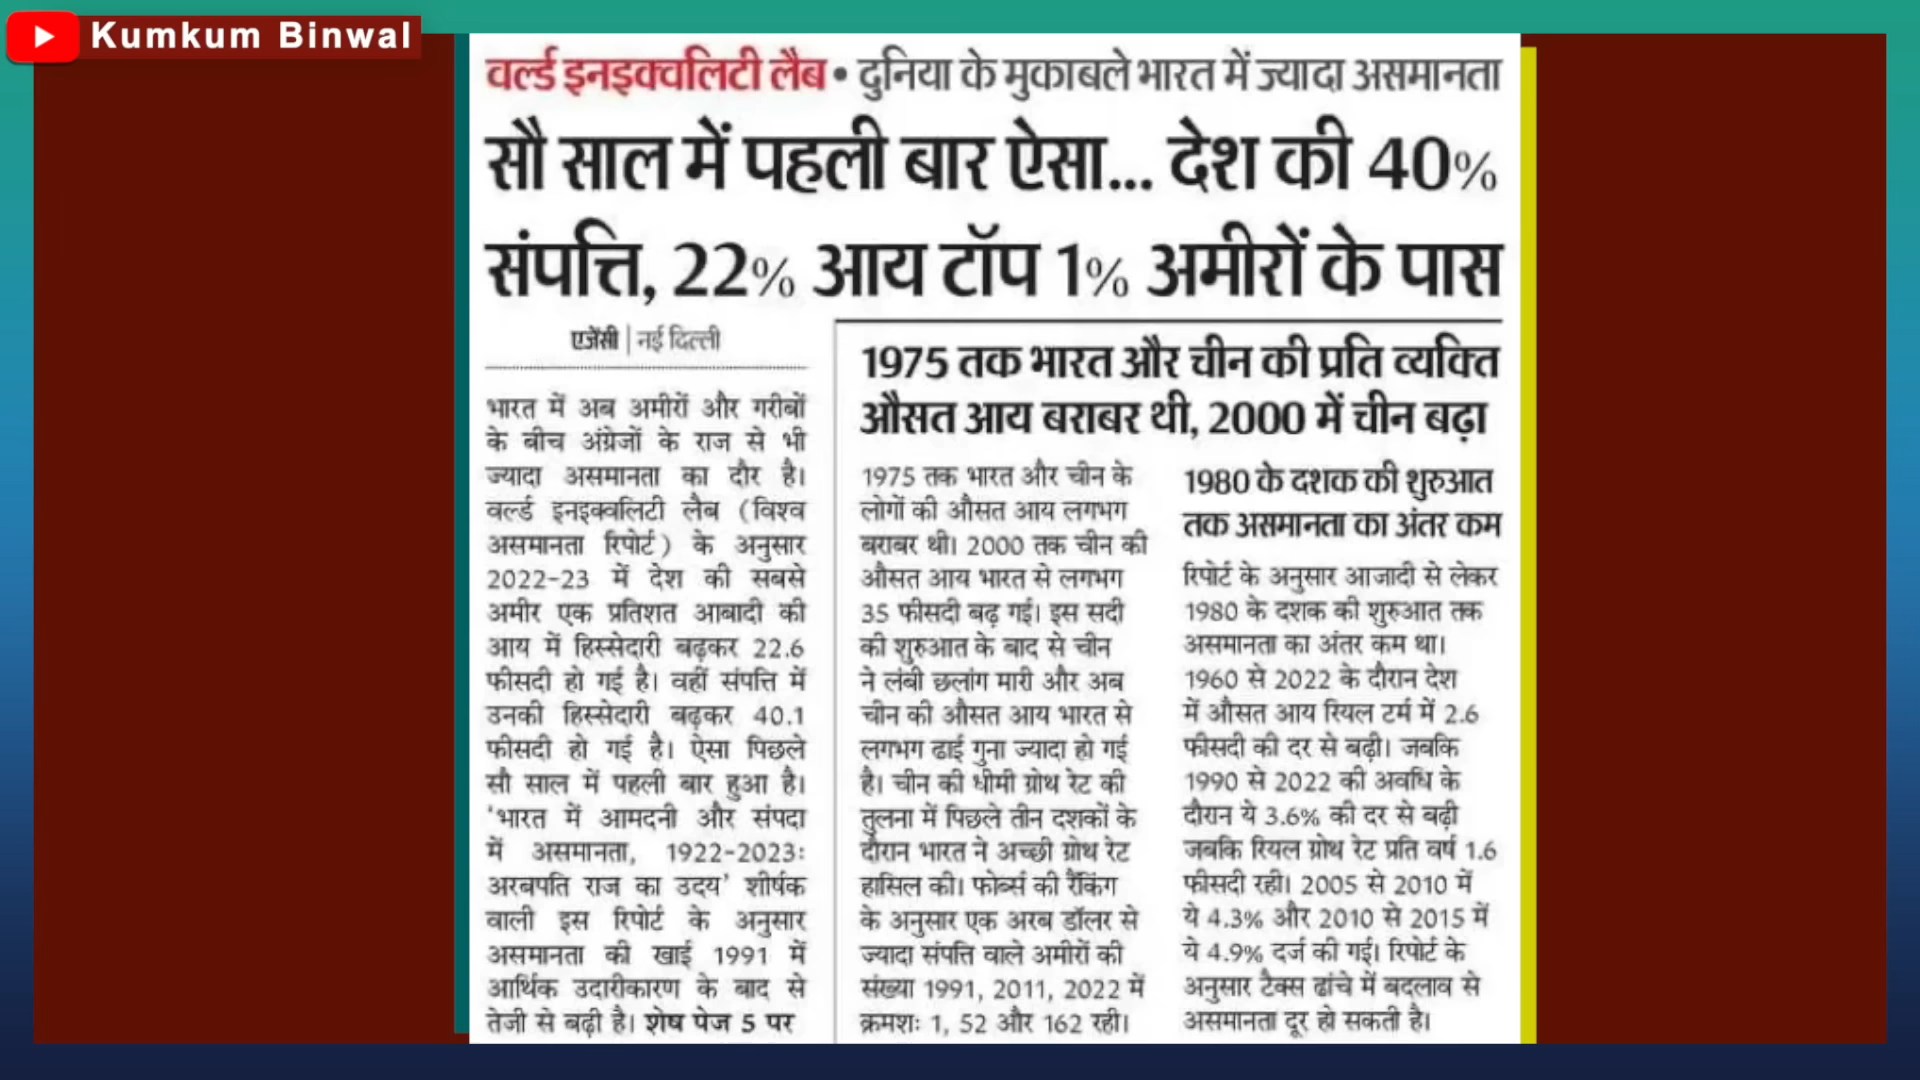 Kumkum Binwal
वर्ल्ड इनइक्वलिटी लैब • दुनिया के मुकाबले भारत में ज्यादा असमानता
सौ साल में पहली बार ऐसा... देश की 40%
संपत्ति, 22% आय टॉप 1% अमीरों के पास
एजेंसी | नई दिल्ली
भारत में अब अमीरों और गरीबों
के बीच अंग्रेजों के राज से भी
ज्यादा असमानता का दौर है।
वर्ल्ड इनइक्वलिटी लैब (विश्व
असमानता रिपोर्ट) के अनुसार
2022-23 में देश की सबसे
अमीर एक प्रतिशत आबादी की
आय में हिस्सेदारी बढ़कर 22.6
फीसदी हो गई है। वहीं संपत्ति में
उनकी हिस्सेदारी बढ़कर 40.1
फीसदी हो गई है। ऐसा पिछले
सौ साल में पहली बार हुआ है।
'भारत में आमदनी और संपदा
में असमानता, 1922-2023:
अरबपति राज का उदय' शीर्षक
वाली इस रिपोर्ट के अनुसार
असमानता की खाई 1991 में
आर्थिक उदारीकरण के बाद से
तेजी से बढ़ी है। शेष पेज 5 पर
1975 तक भारत और चीन की प्रति व्यक्ति
औसत आय बराबर थी, 2000 में चीन बढ़ा
1975 तक भारत और चीन के
लोगों की औसत आय लगभग
बराबर थी। 2000 तक चीन की
औसत आय भारत से लगभग
35 फीसदी बढ़ गई। इस सदी
की शुरुआत के बाद से चीन
ने लंबी छलांग मारी और अब
चीन की औसत आय भारत से
लगभग ढाई गुना ज्यादा हो गई
है। चीन की धीमी ग्रोथ रेट की
तुलना में पिछले तीन दशकों के
दौरान भारत ने अच्छी ग्रोथ रेट
हासिल की। फोर्ब्स की रैंकिंग
के अनुसार एक अरब डॉलर से
ज्यादा संपत्ति वाले अमीरों की
संख्या 1991, 2011, 2022 में
क्रमशः 1, 52 और 162 रही।
1980 के दशक की शुरुआत
तक असमानता का अंतर कम
रिपोर्ट के अनुसार आजादी से लेकर
1980 के दशक की शुरुआत तक
असमानता का अंतर कम था।
1960 से 2022 के दौरान देश
में औसत आय रियल टर्म में 2.6
फीसदी की दर से बढ़ी। जबकि
1990 से 2022 की अवधि के
दौरान ये 3.6% की दर से बढ़ी
जबकि रियल ग्रोथ रेट प्रति वर्ष 1.6
फीसदी रही। 2005 से 2010 में
ये 4.3% और 2010 से 2015 में
ये 4.9% दर्ज की गई। रिपोर्ट के
अनुसार टैक्स ढांचे में बदलाव से
असमानता दूर हो सकती है।